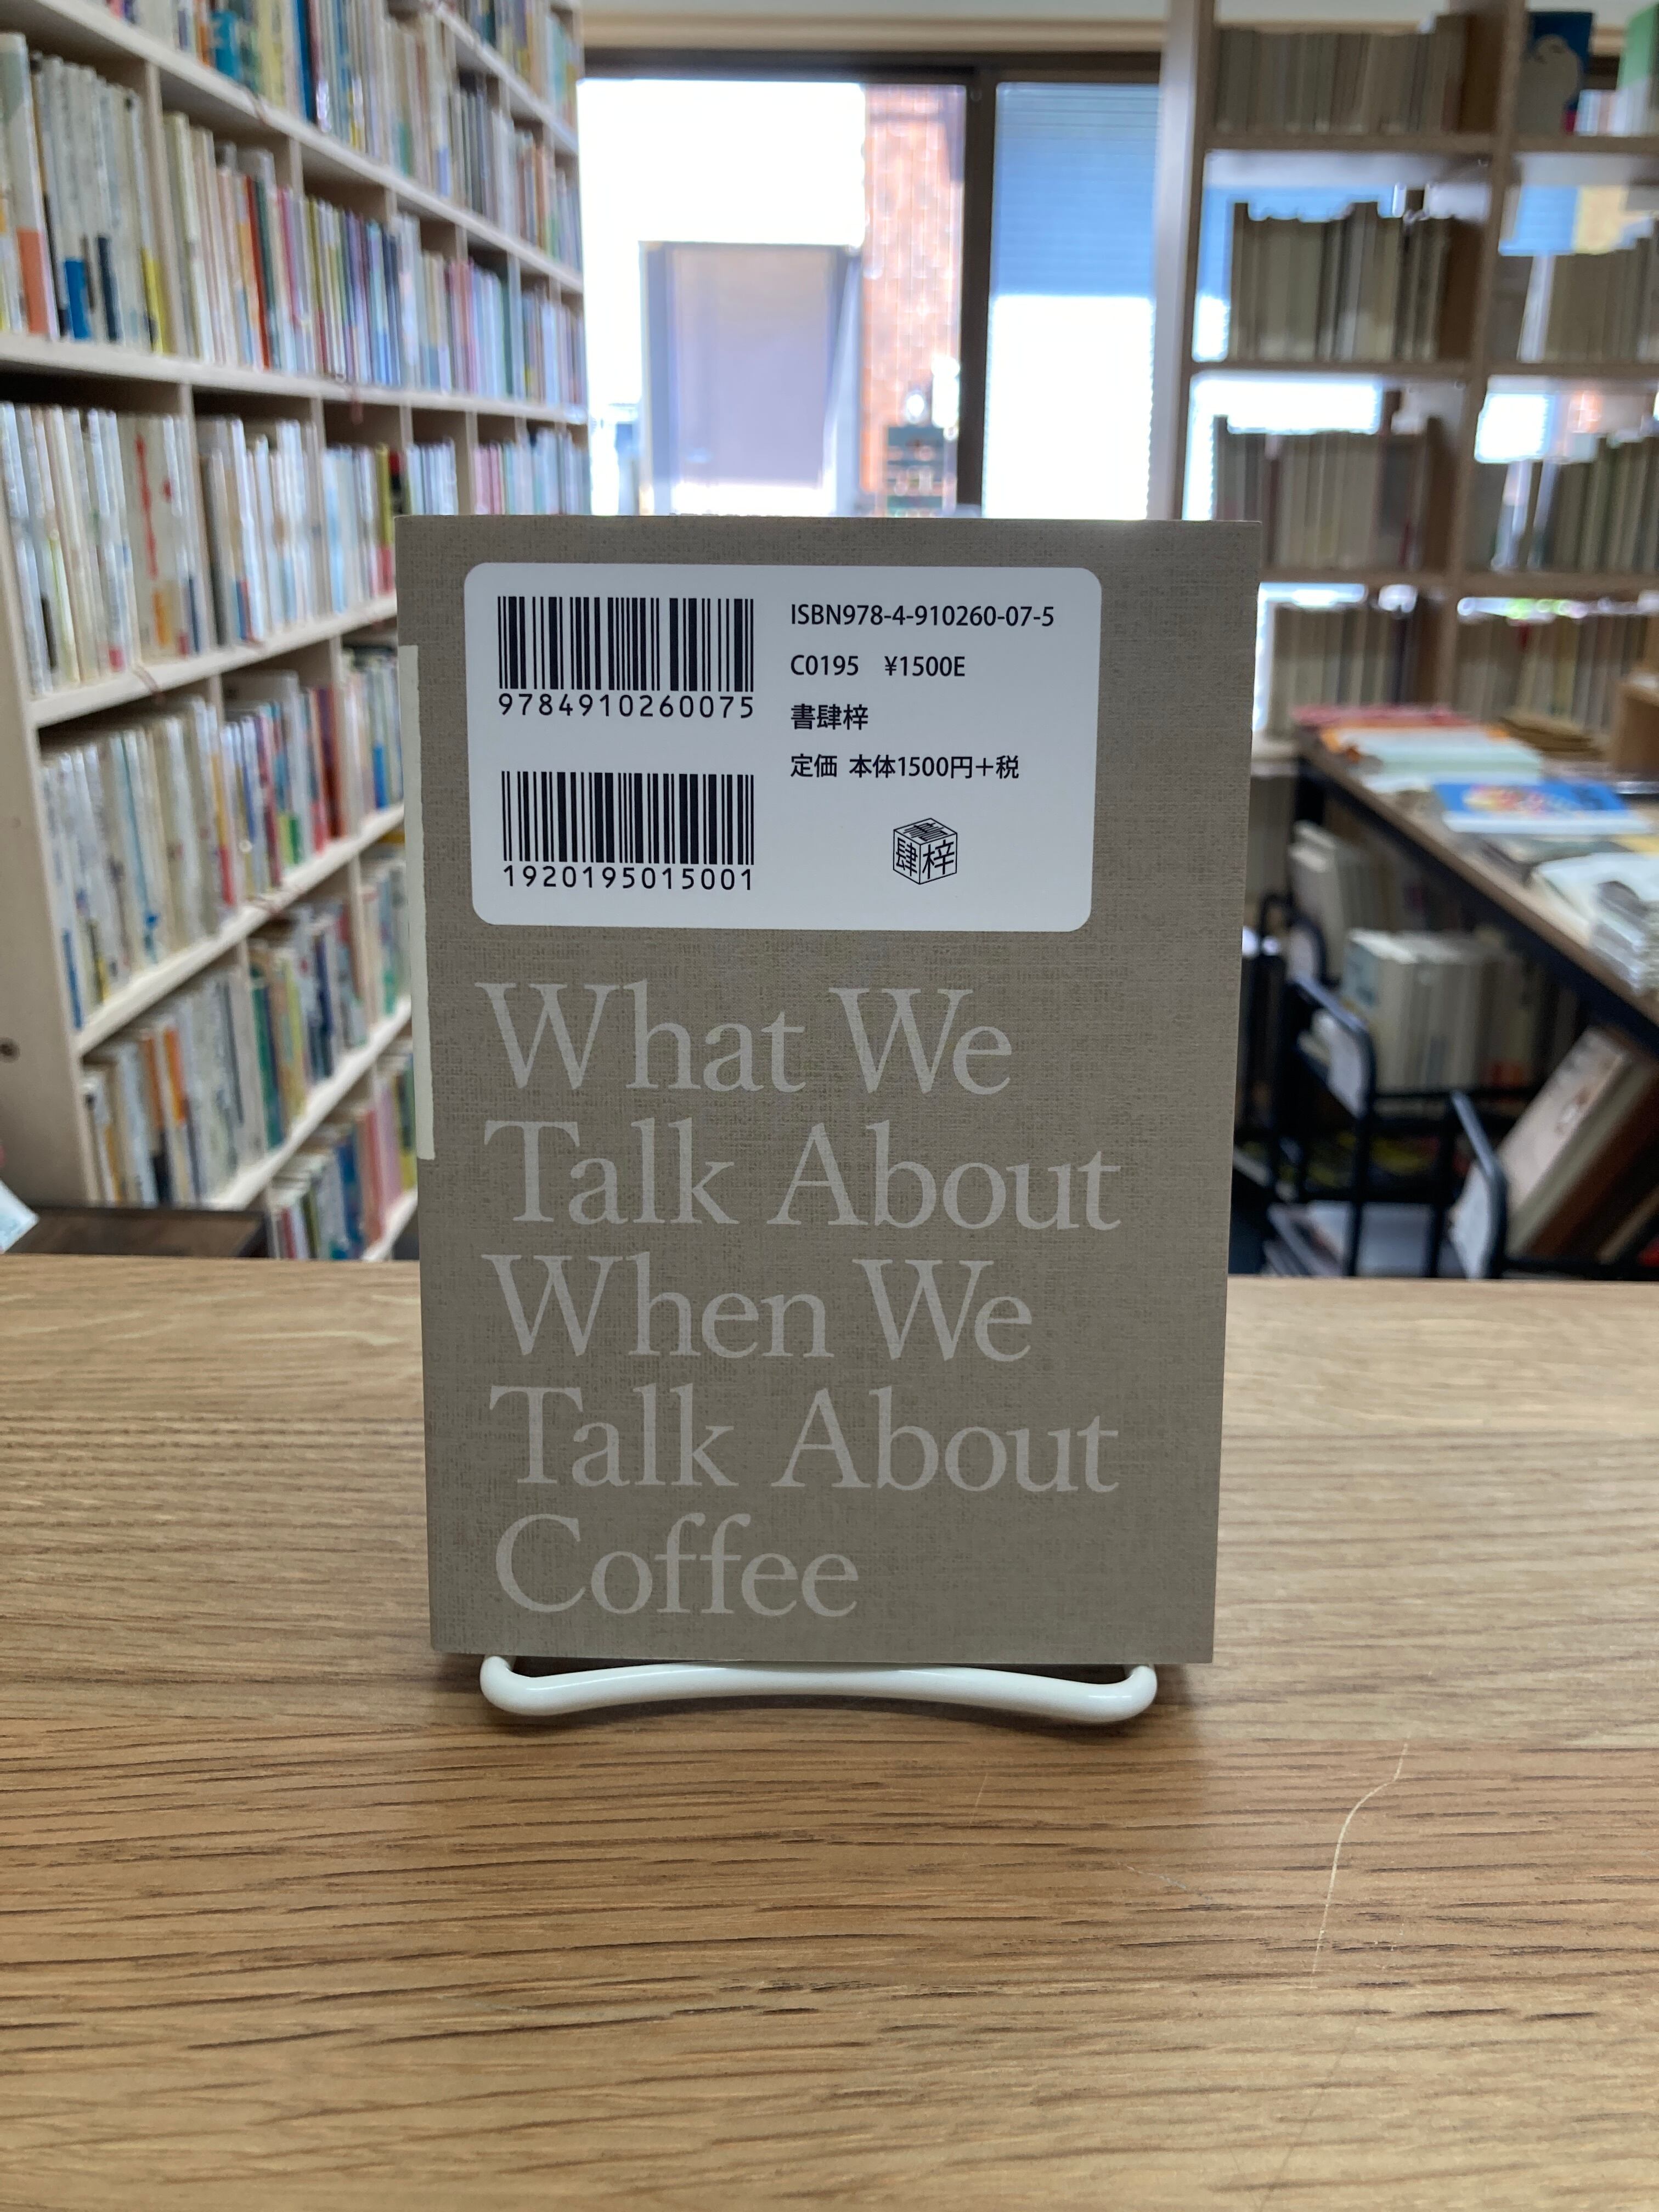 ISBN978-4-910260-07-5
C0195 ¥1500E
書肆梓
定価 本体1500円+税
9784910260075
1920195015001
書肆梓
What We
Talk About
When We
Talk About
Coffee